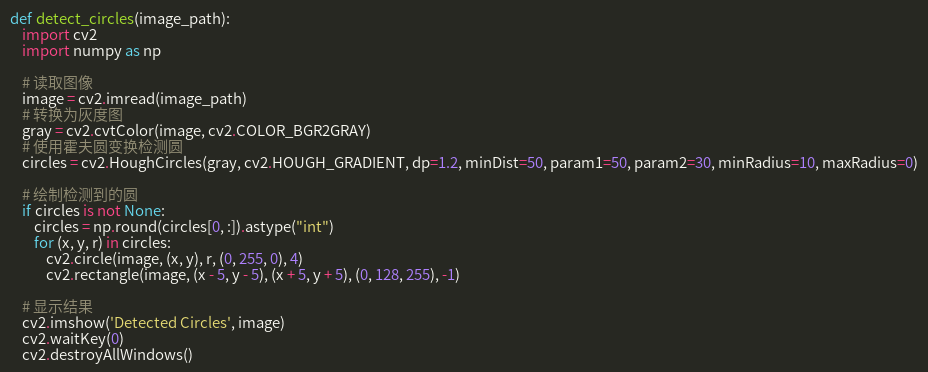 def detect_circles(image_path):
import cv2
import numpy as np
# 读取图像
image = cv2.imread(image_path)
# 转换为灰度图
gray = cv2.cvtColor(image, cv2.COLOR_BGR2GRAY)
# 使用霍夫圆变换检测圆
circles = cv2.HoughCircles(gray, cv2.HOUGH_GRADIENT, dp=1.2, minDist=50, param1=50, param2=30, minRadius=10, maxRadius=0)
# 绘制检测到的圆
if circles is not None:
circles = np.round(circles[0, :]).astype("int")
for (x, y, r) in circles:
cv2.circle(image, (x, y), r, (0, 255, 0), 4)
cv2.rectangle(image, (x - 5, y - 5), (x + 5, y + 5), (0, 128, 255), -1)
# 显示结果
cv2.imshow('Detected Circles', image)
cv2.waitKey(0)
cv2.destroyAllWindows()